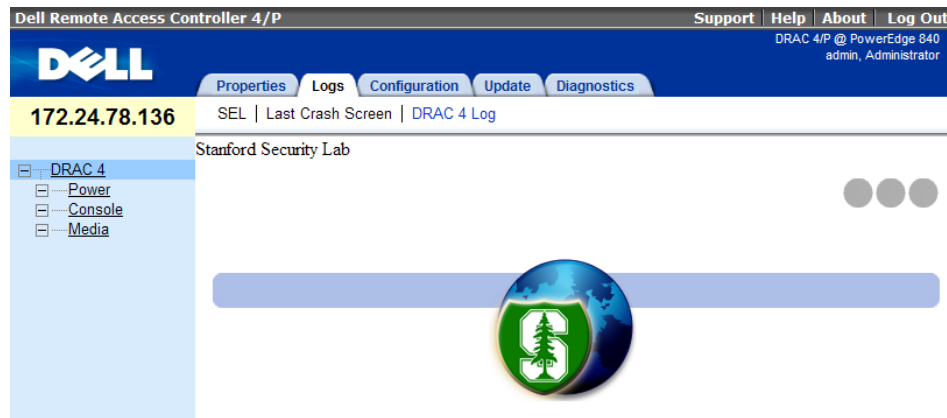 Dell Remote Access Controller 4/P
Support | Help | About | Log Out
DRAC 4/P @ PowerEdge 840
admin, Administrator
DELL
Properties Logs Configuration Update Diagnostics
172.24.78.136
SEL | Last Crash Screen | DRAC 4 Log
Stanford Security Lab
DRAC 4
Power
Console
Media
S